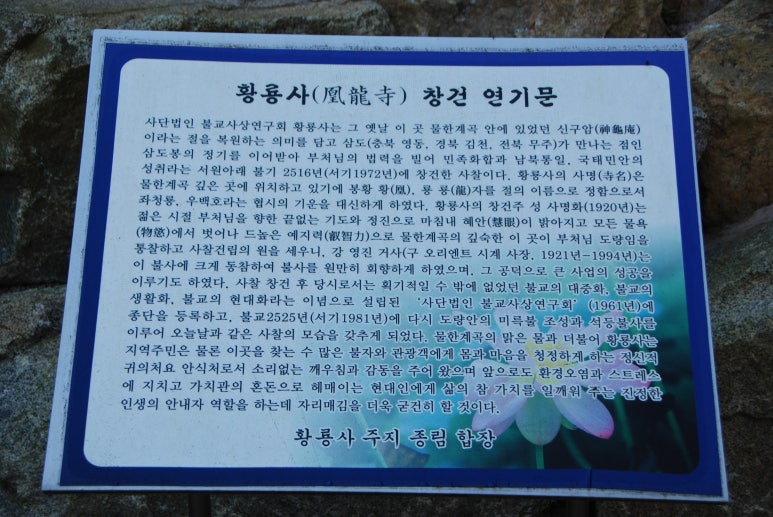 황룡사(凰龍寺) 창건 연기문
사단법인 불교사상연구회 황룡사는 그 옛날 이 곳 물한계곡 안에 있었던 신구암(神龜庵)
이라는 절을 복원하는 의미를 담고 삼도(충북 영동, 경북 김천, 전북 무주)가 만나는 점인
삼도봉의 정기를 이어받아 부처님의 법력을 빌어 민족화합과 남북통일, 국태민안의
성취라는 서원아래 불기 2516년(서기1972년)에 창건한 사찰이다. 황룡사의 사명(寺名)은
물한계곡 깊은 곳에 위치하고 있기에 봉황 황(凰), 룡 룡(龍)자를 절의 이름으로 정함으로서
좌청룡, 우백호라는 협시의 기운을 대신하게 하였다. 황룡사의 창건주 성 사명화(1920년)는
젊은 시절 부처님을 향한 끝없는 기도와 정진으로 마침내 혜안(慧眼)이 밝아지고 모든 물욕
(物慾)에서 벗어나 드높은 예지력(叡智力)으로 물한계곡의 깊숙한 이 곳이 부처님 도량임을
통찰하고 사찰건립의 원을 세우니, 강 영진 거사(구 오리엔트 시계 사장, 1921년-1994년)는
이 불사에 크게 동참하여 불사를 원만히 회향하게 하였으며, 그 공덕으로 큰 사업의 성공을
이루기도 하였다. 사찰 창건 후 당시로서는 획기적일 수 밖에 없었던 불교의 대중화, 불교의
생활화, 불교의 현대화라는 이념으로 설립된 '사단법인 불교사상연구회' (1961년)에
종단을 등록하고, 불교2525년(서기1981년)에 다시 도량안의 미륵불 조성과 석등불사를
이루어 오늘날과 같은 사찰의 모습을 갖추게 되었다. 물한계곡의 맑은 물과 더불어 황룡사는
지역주민은 물론 이곳을 찾는 수 많은 불자와 관광객에게 몸과 마음을 청정하게 하는 정신적
귀의처요 안식처로서 소리없는 깨우침과 감동을 주어 왔으며 앞으로도 환경오염과 스트레스
에 지치고 가치관의 혼돈으로 헤매이는 현대인에게 삶의 참 가치를 일깨워 주는 진정한
인생의 안내자 역할을 하는데 자리매김을 더욱 굳건히 할 것이다.
황룡사 주지 종림 합장